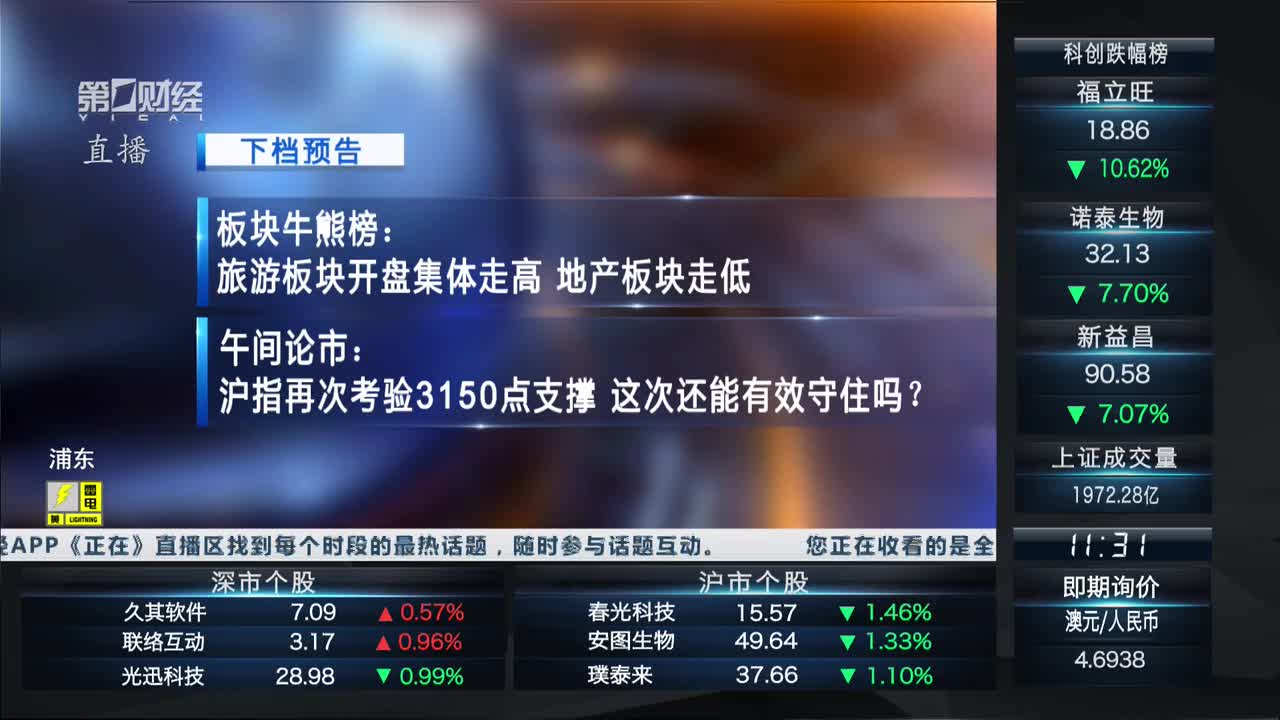 第一财经
YICAI
直播
下档预告
板块牛熊榜：
旅游板块开盘集体走高 地产板块走低
午间论市：
沪指再次考验3150点支撑 这次还能有效守住吗？
浦东
雷电
黄 LIGHTNING
APP《正在》直播区找到每个时段的最热话题，随时参与话题互动。 您正在收看的是全
深市个股
久其软件 7.09 ▲ 0.57%
联络互动 3.17 ▲ 0.96%
光迅科技 28.98 ▼ 0.99%
沪市个股
春光科技 15.57 ▼ 1.46%
安图生物 49.64 ▼ 1.33%
璞泰来 37.66 ▼ 1.10%
科创跌幅榜
福立旺
18.86
▼ 10.62%
诺泰生物
32.13
▼ 7.70%
新益昌
90.58
▼ 7.07%
上证成交量
1972.28亿
11:31
即期询价
澳元/人民币
4.6938